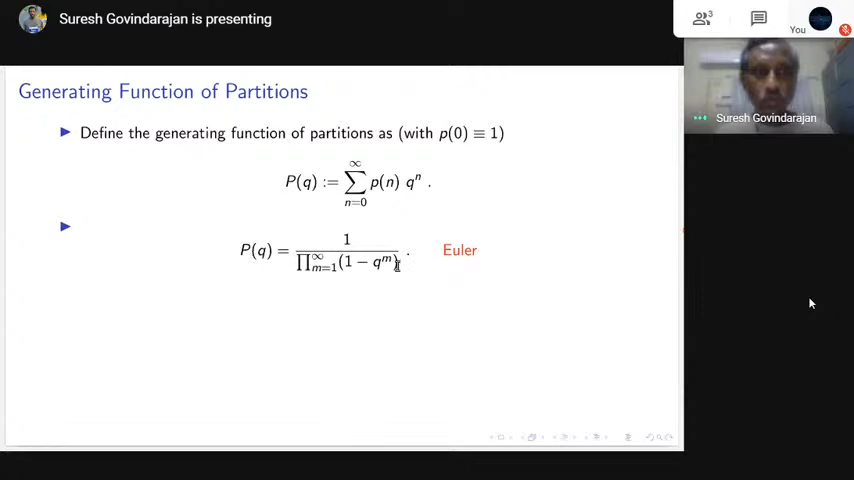 Suresh Govindarajan is presenting
3
You
Suresh Govindarajan
Generating Function of Partitions
▶ Define the generating function of partitions as (with p(0) ≡ 1)
P(q) := ∑_{n=0}^{∞} p(n) q^n .
▶
P(q) = 1 / ∏_{m=1}^{∞}(1 − q^m) . Euler